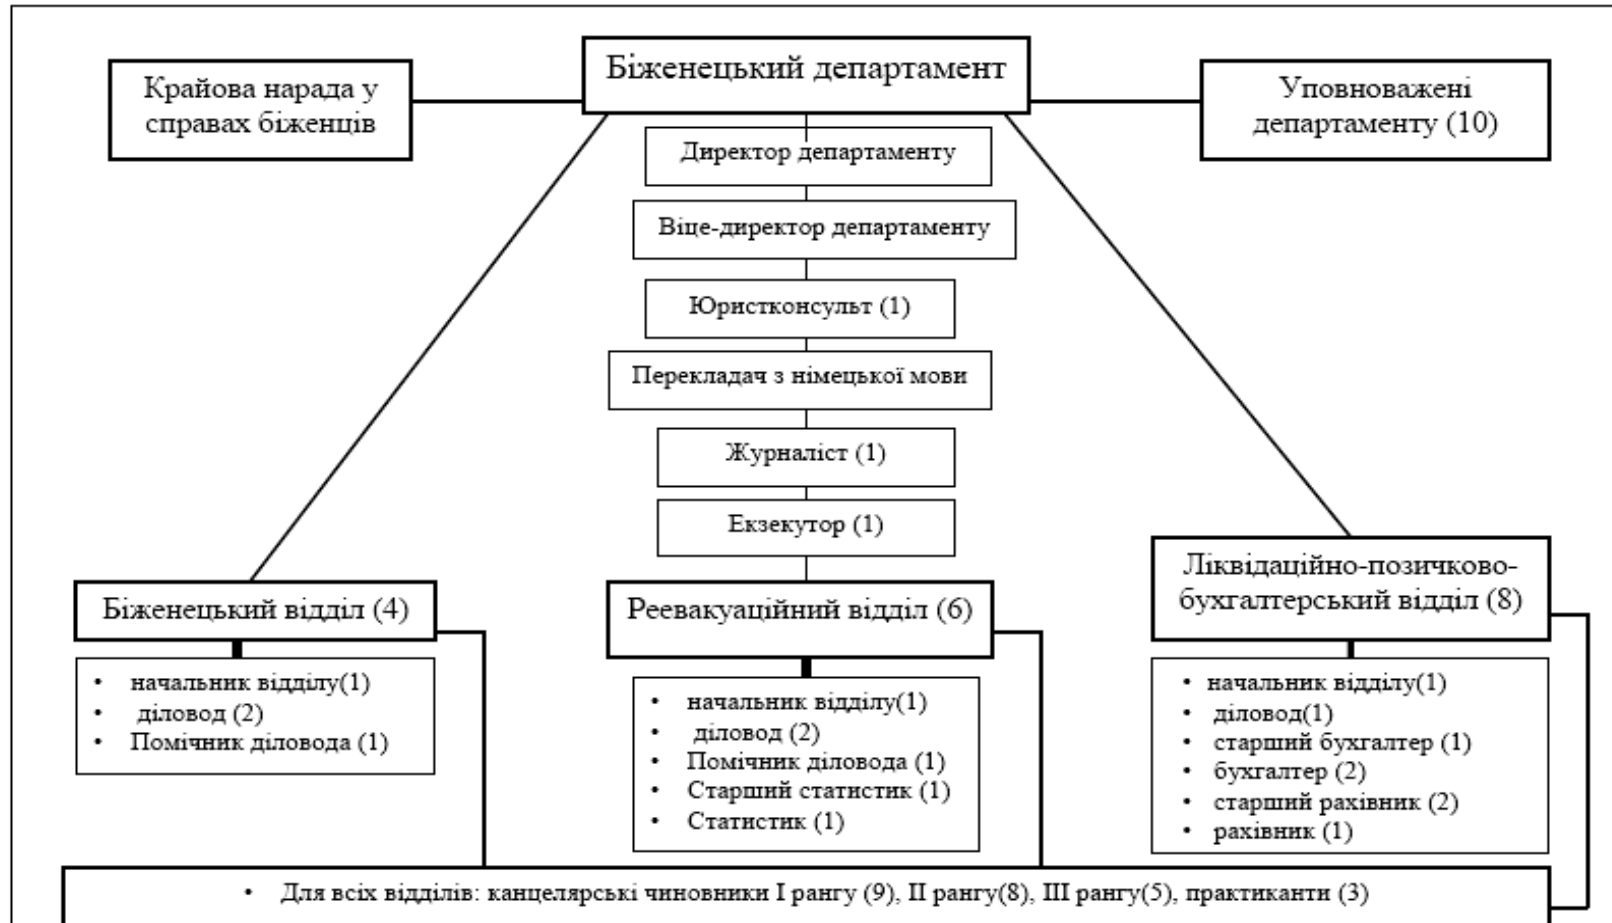 Біженецький департамент
Крайова нарада у
справах біженців
Уповноважені
департаменту (10)
Директор департаменту
Віце-директор департаменту
Юристконсульт (1)
Перекладач з німецької мови
Журналіст (1)
Екзекутор (1)
Біженецький відділ (4)
• начальник відділу(1)
• діловод (2)
• Помічник діловода (1)
Реевакуаційний відділ (6)
• начальник відділу(1)
• діловод (2)
• Помічник діловода (1)
• Старший статистик (1)
• Статистик (1)
Ліквідаційно-позичково-
бухгалтерський відділ (8)
• начальник відділу(1)
• діловод(1)
• старший бухгалтер (1)
• бухгалтер (2)
• старший рахівник (2)
• рахівник (1)
• Для всіх відділів: канцелярські чиновники І рангу (9), ІІ рангу(8), ІІІ рангу(5), практиканти (3)